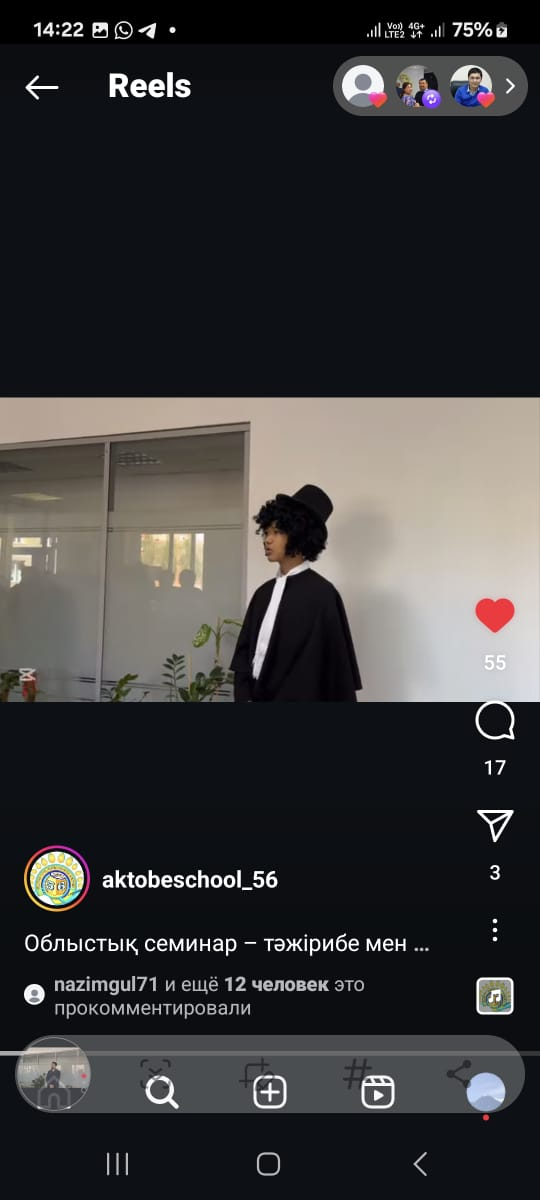 14:22
Vo)) 4G+
LTE2
75%
Reels
55
17
3
aktobeschool_56
Облыстық семинар – тәжірибе мен ...
nazimgul71 и ещё 12 человек это
прокомментировали